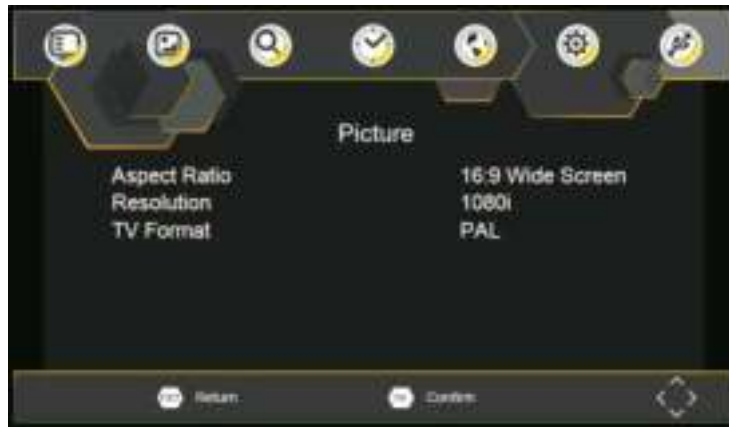 Picture
Aspect Ratio 16:9 Wide Screen
Resolution 1080i
TV Format PAL
Return Confirm